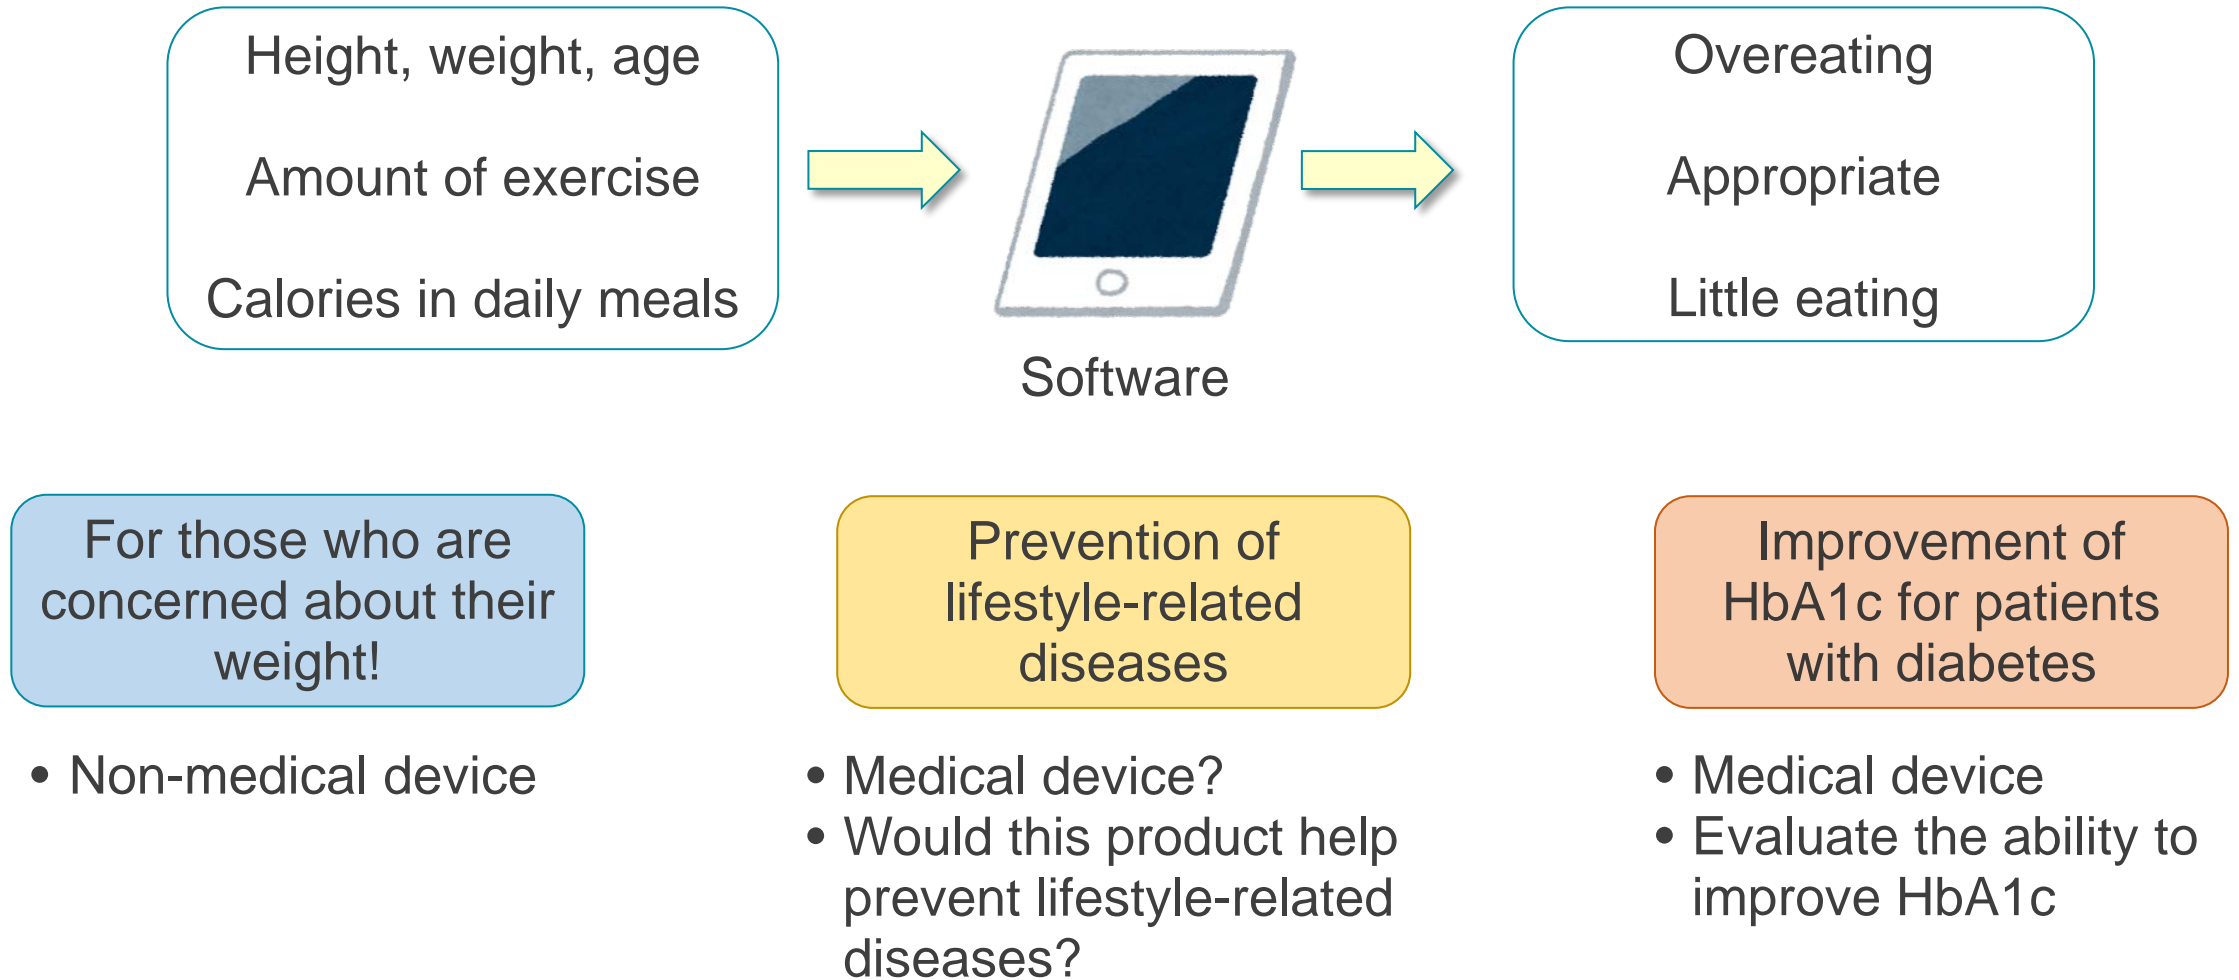 Height, weight, age
Amount of exercise
Calories in daily meals
Software
Overeating
Appropriate
Little eating
For those who are
concerned about their
weight!
• Non-medical device
Prevention of
lifestyle-related
diseases
• Medical device?
• Would this product help
prevent lifestyle-related
diseases?
Improvement of
HbA1c for patients
with diabetes
• Medical device
• Evaluate the ability to
improve HbA1c